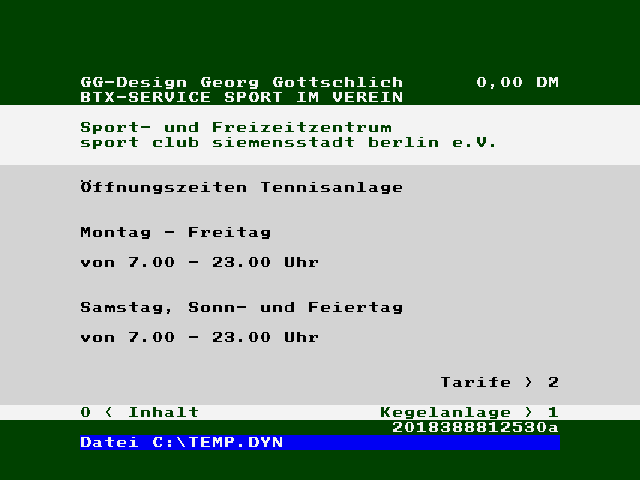 GG-Design Georg Gottschlich 0,00 DM
BTX-SERVICE SPORT IM VEREIN
Sport- und Freizeitzentrum
sport club siemensstadt berlin e.V.
Öffnungszeiten Tennisanlage
Montag - Freitag
von 7.00 - 23.00 Uhr
Samstag, Sonn- und Feiertag
von 7.00 - 23.00 Uhr
Tarife > 2
0 < Inhalt Kegelanlage > 1
2018388812530a
Datei C:\TEMP.DYN